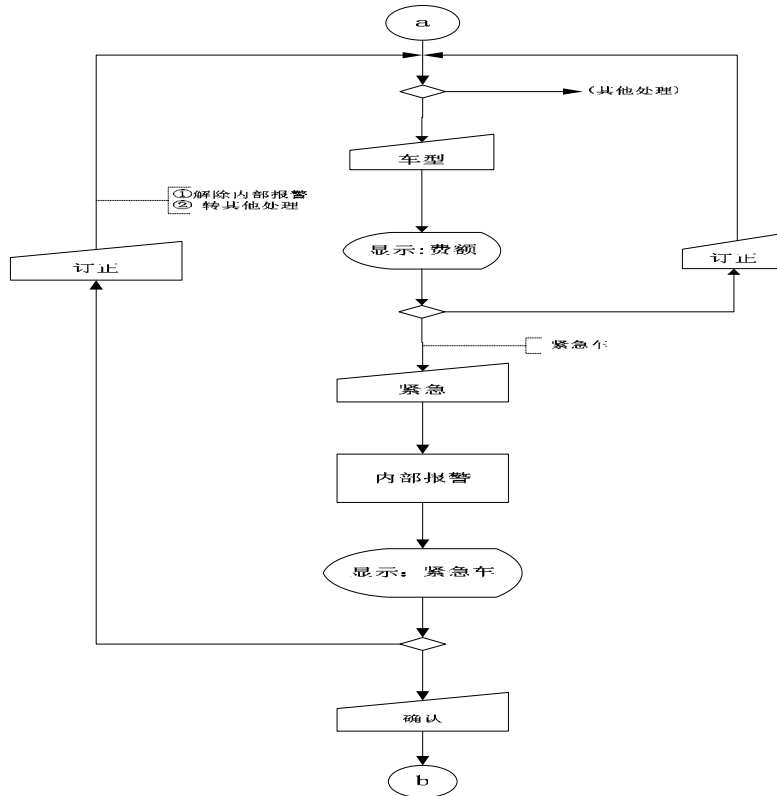 a
(其他处理)
车型
①解除内部报警
② 转其他处理
显示:费额
订正
订正
紧急车
紧急
内部报警
显示：紧急车
确认
b